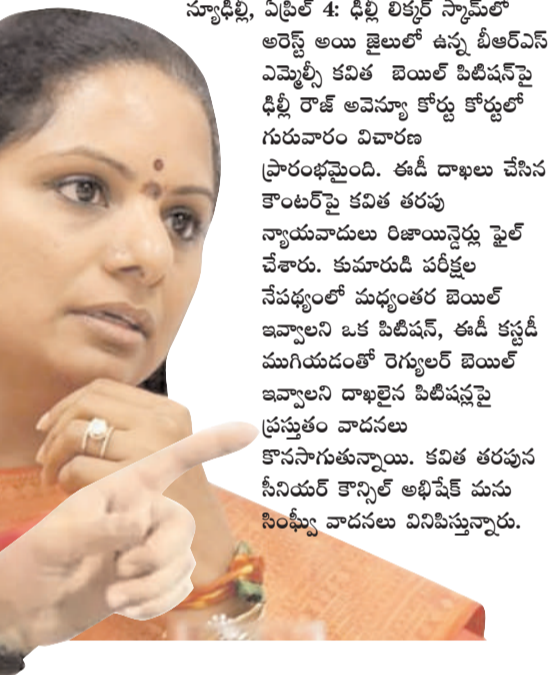 న్యూఢిల్లీ, ఏప్రిల్ 4: ఢిల్లీ లిక్కర్ స్కామ్‌లో
అరెస్ట్ అయి జైలులో ఉన్న బీఆర్ఎస్
ఎమ్మెల్సీ కవిత బెయిల్ పిటిషన్‌పై
ఢిల్లీ రౌజ్ అవెన్యూ కోర్టు కోర్టులో
గురువారం విచారణ
ప్రారంభమైంది. ఈడీ దాఖలు చేసిన
కౌంటర్‌పై కవిత తరపు
న్యాయవాదులు రిజాయిన్డెర్లు ఫైల్
చేశారు. కుమారుడి పరీక్షల
నేపథ్యంలో మధ్యంతర బెయిల్
ఇవ్వాలని ఒక పిటిషన్, ఈడీ కస్టడీ
ముగియడంతో రెగ్యులర్ బెయిల్
ఇవ్వాలని దాఖలైన పిటిషన్లపై
ప్రస్తుతం వాదనలు
కొనసాగుతున్నాయి. కవిత తరపున
సీనియర్ కౌన్సిల్ అభిషేక్ మను
సింఘ్వీ వాదనలు వినిపిస్తున్నారు.